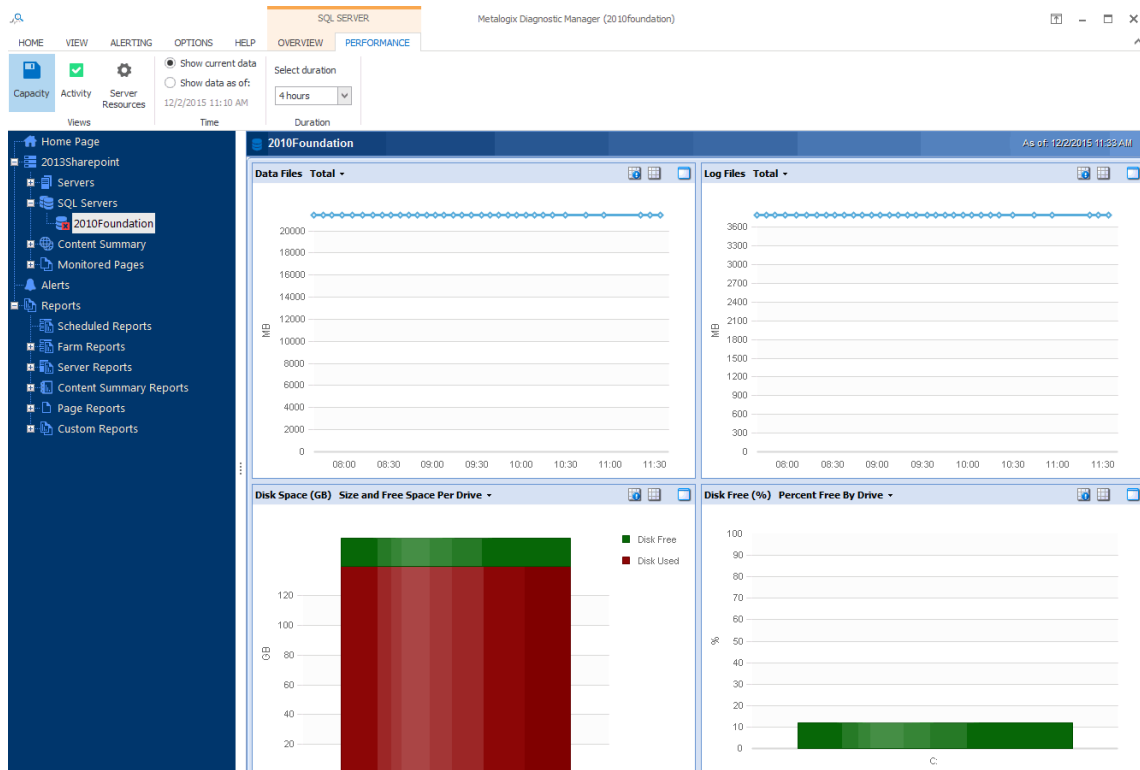 SQL SERVER
Metalogix Diagnostic Manager (2010foundation)
HOME VIEW ALERTING OPTIONS HELP OVERVIEW PERFORMANCE
Capacity
Activity
Server Resources
Views
Show current data
Show data as of:
12/2/2015 11:10 AM
Time
Select duration
4 hours
Duration
Home Page
2013Sharepoint
Servers
SQL Servers
2010Foundation
Content Summary
Monitored Pages
Alerts
Reports
Scheduled Reports
Farm Reports
Server Reports
Content Summary Reports
Page Reports
Custom Reports
2010Foundation
As of: 12/2/2015 11:33 AM
Data Files Total
20000
18000
16000
14000
12000
10000
8000
6000
4000
2000
0
MB
08:00 08:30 09:00 09:30 10:00 10:30 11:00 11:30
Log Files Total
3600
3300
3000
2700
2400
2100
1800
1500
1200
900
600
300
0
MB
08:00 08:30 09:00 09:30 10:00 10:30 11:00 11:30
Disk Space (GB) Size and Free Space Per Drive
Disk Free
Disk Used
120
100
80
60
40
20
GB
Disk Free (%) Percent Free By Drive
100
90
80
70
60
50
40
30
20
10
0
%
C: